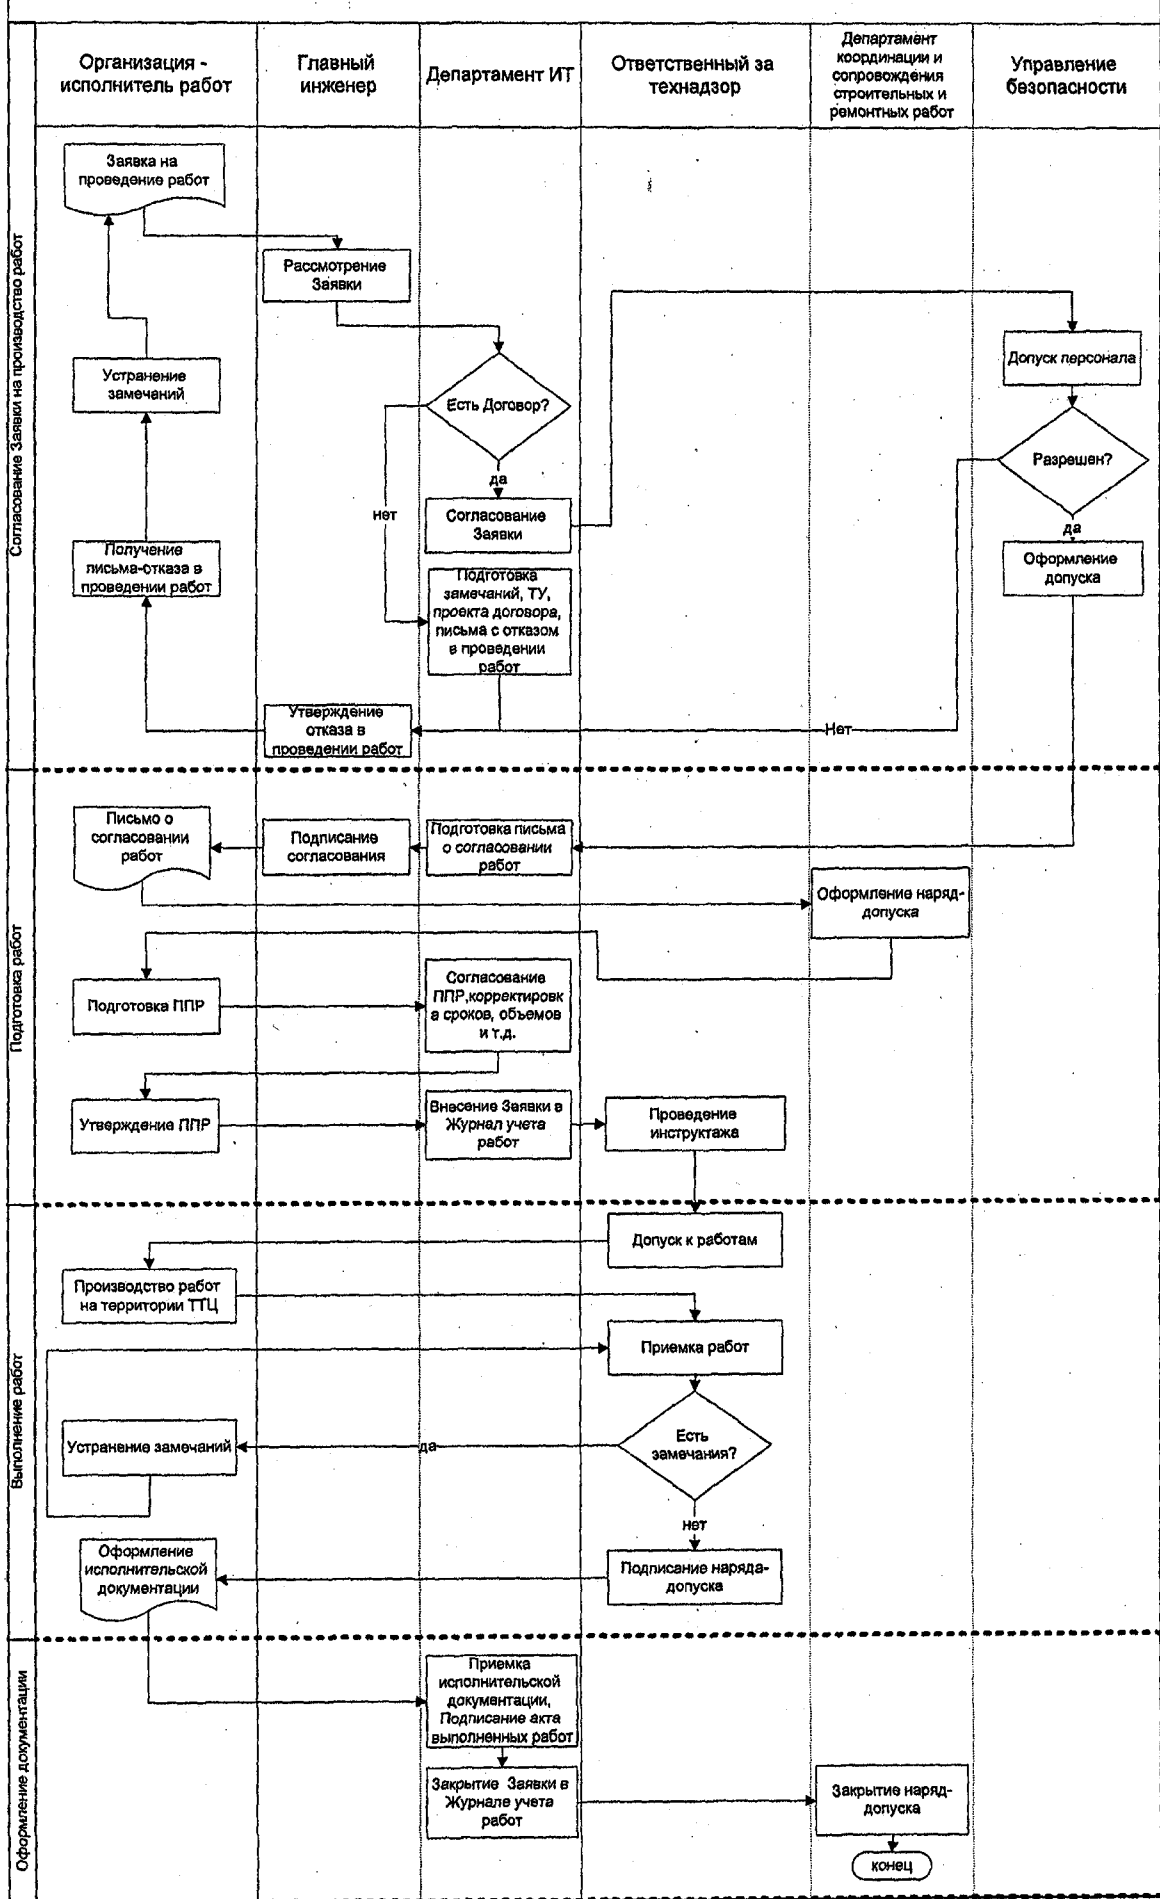 Организация -
исполнитель работ
Главный
инженер
Департамент ИТ
Ответственный за
технадзор
Департамент
координации и
сопровождения
строительных и
ремонтных работ
Управление
безопасности
Согласование Заявки на производство работ
Заявка на
проведение работ
Рассмотрение
Заявки
Допуск персонала
Устранение
замечаний
Есть Договор?
Разрешен?
да
нет
Согласование
Заявки
да
Получение
письма-отказа в
проведении работ
Оформление
допуска
Подготовка
замечаний, ТУ,
проекта договора,
письма с отказом
в проведении
работ
Утверждение
отказа в
проведении работ
Нет
Подготовка работ
Письмо о
согласовании
работ
Подписание
согласования
Подготовка письма
о согласовании
работ
Оформление наряд-
допуска
Подготовка ППР
Согласование
ППР,корректировк
а сроков, объемов
и т.д.
Утверждение ППР
Внесение Заявки в
Журнал учета
работ
Проведение
инструктажа
Выполнение работ
Допуск к работам
Производство работ
на территории ТТЦ
Приемка работ
Устранение замечаний
да
Есть
замечания?
нет
Оформление
исполнительской
документации
Подписание наряда-
допуска
Оформление документации
Приемка
исполнительской
документации,
Подписание акта
выполненных работ
Закрытие Заявки в
Журнале учета
работ
Закрытие наряд-
допуска
конец